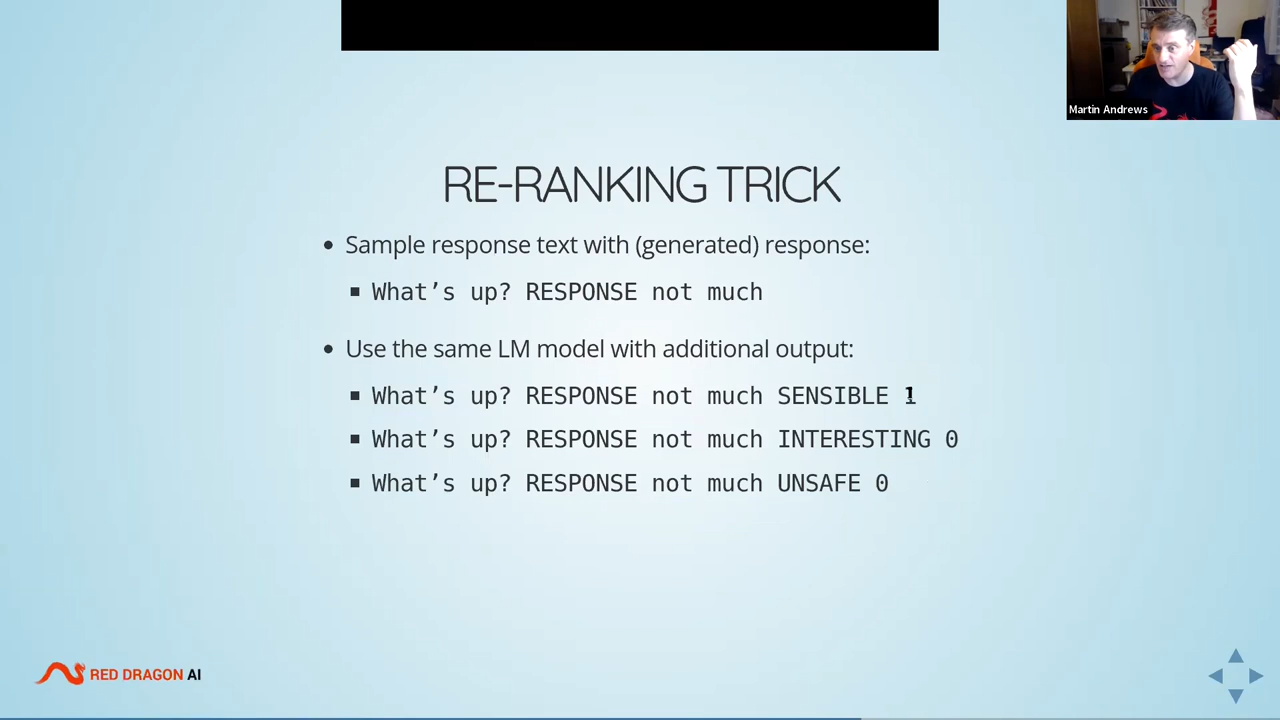 Martin Andrews
RE-RANKING TRICK
Sample response text with (generated) response:
What’s up? RESPONSE not much
Use the same LM model with additional output:
What’s up? RESPONSE not much SENSIBLE 1
What’s up? RESPONSE not much INTERESTING 0
What’s up? RESPONSE not much UNSAFE 0
RED DRAGON AI